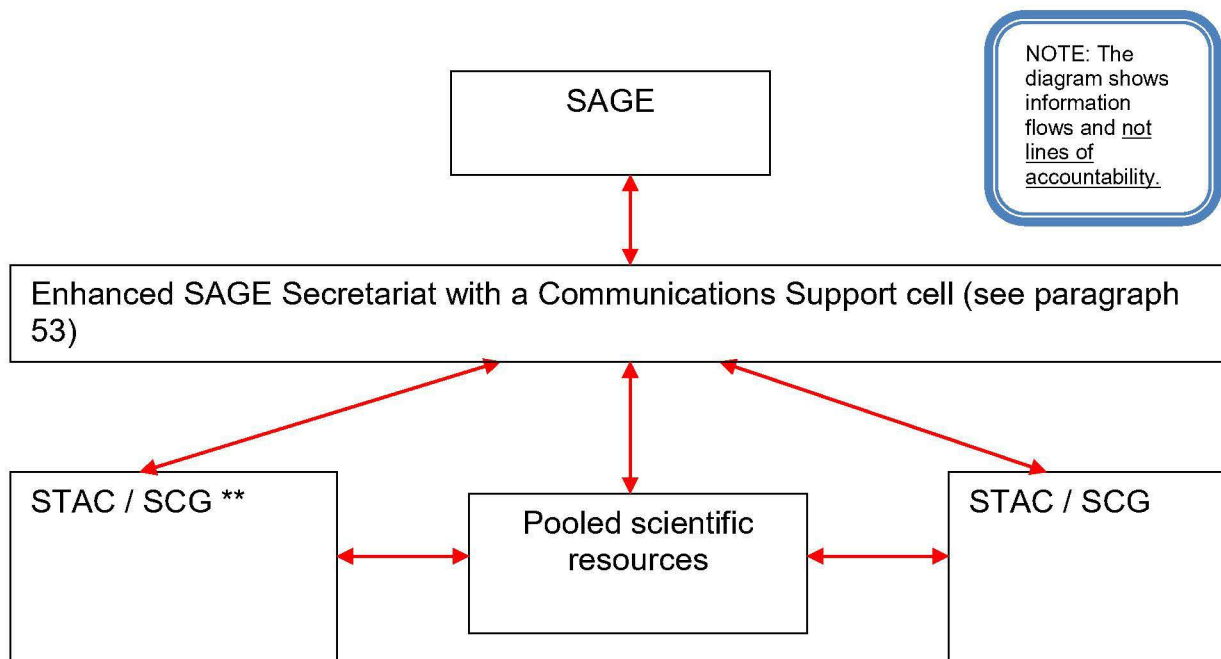 SAGE
NOTE: The
diagram shows
information
flows and not
lines of
accountability.
Enhanced SAGE Secretariat with a Communications Support cell (see paragraph
53)
STAC / SCG **
Pooled scientific
resources
STAC / SCG